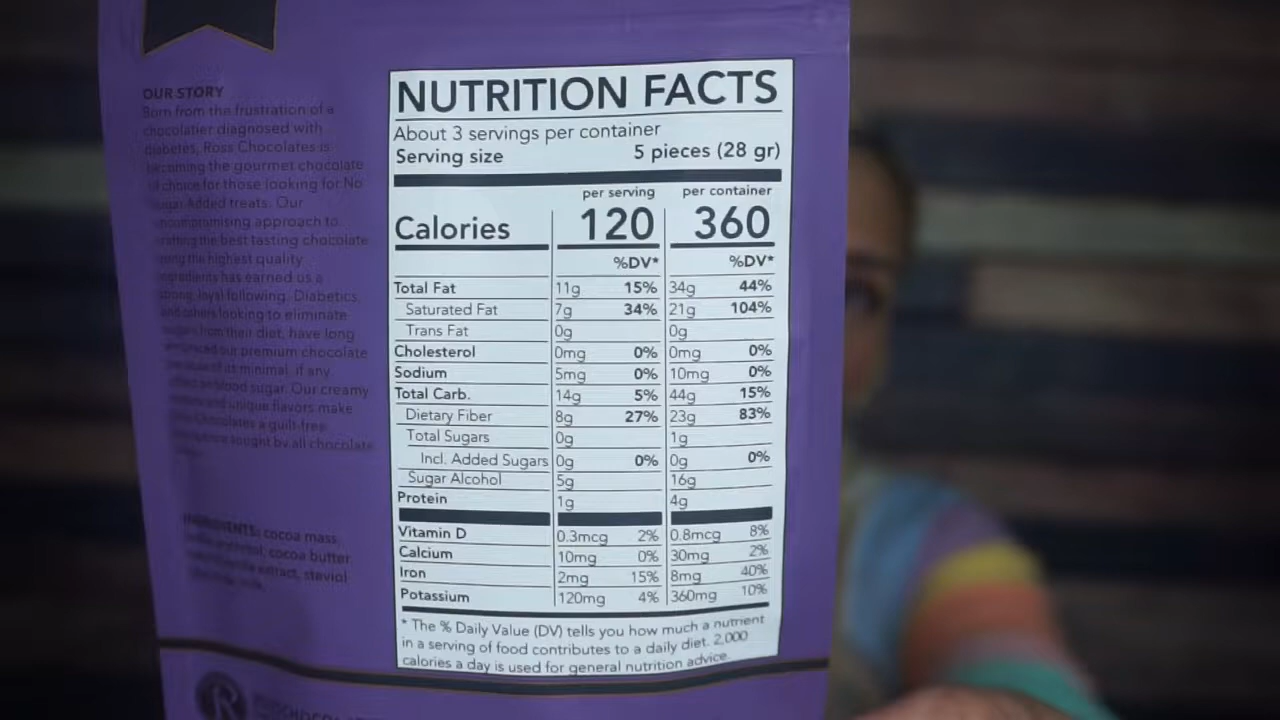 OUR STORY
Born from the frustration of a
chocolatier diagnosed with
diabetes, Ross Chocolates is
becoming the gourmet chocolate
of choice for those looking for No
Sugar Added treats. Our
uncompromising approach to
crafting the best tasting chocolate
using the highest quality
ingredients has earned us a
strong, loyal following. Diabetics,
and others looking to eliminate
from their diet, have long
our premium chocolate
at minimal, if any
blood sugar. Our creamy
and unique flavors make
Chocolates a guilt-free
sought by all chocolate
INGREDIENTS: cocoa mass,
cocoa butter,
extract, steviol
NUTRITION FACTS
About 3 servings per container
Serving size 5 pieces (28 gr)
per serving per container
Calories 120 360
%DV* %DV*
Total Fat 11g 15% 34g 44%
Saturated Fat 7g 34% 21g 104%
Trans Fat 0g 0g
Cholesterol 0mg 0% 0mg 0%
Sodium 5mg 0% 10mg 0%
Total Carb. 14g 5% 44g 15%
Dietary Fiber 8g 27% 23g 83%
Total Sugars 0g 1g
Incl. Added Sugars 0g 0% 0g 0%
Sugar Alcohol 5g 16g
Protein 1g 4g
Vitamin D 0.3mcg 2% 0.8mcg 8%
Calcium 10mg 0% 30mg 2%
Iron 2mg 15% 8mg 40%
Potassium 120mg 4% 360mg 10%
* The % Daily Value (DV) tells you how much a nutrient
in a serving of food contributes to a daily diet. 2,000
calories a day is used for general nutrition advice.
R